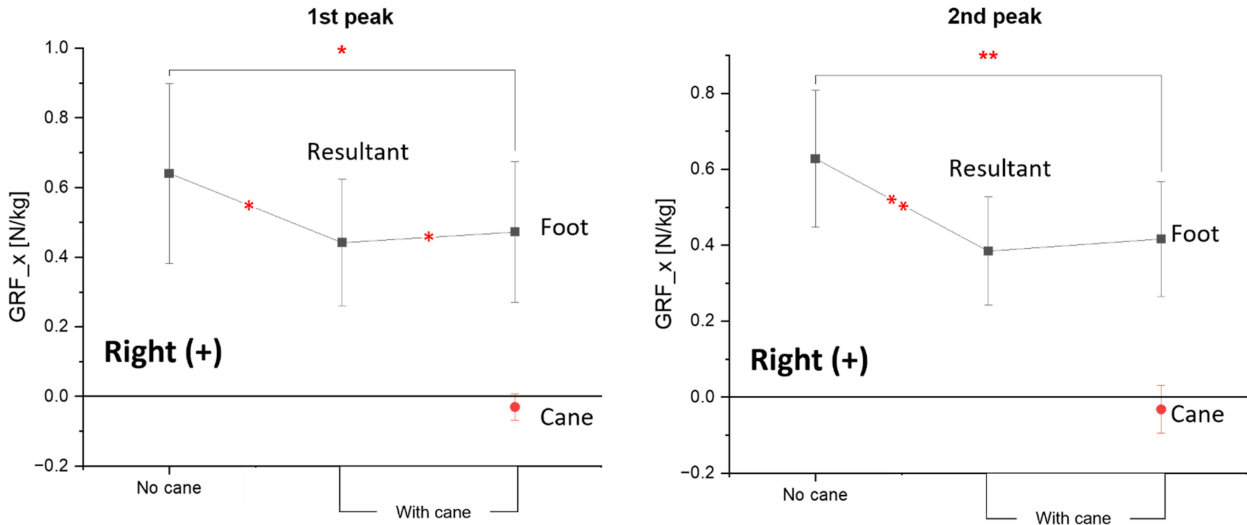 1st peak
*
1.0
0.8
0.6
0.4
0.2
0.0
−0.2
GRF_x [N/kg]
Resultant
*
*
Foot
Right (+)
Cane
No cane
With cane
2nd peak
**
0.8
0.6
0.4
0.2
0.0
−0.2
GRF_x [N/kg]
Resultant
**
Foot
Right (+)
Cane
No cane
With cane